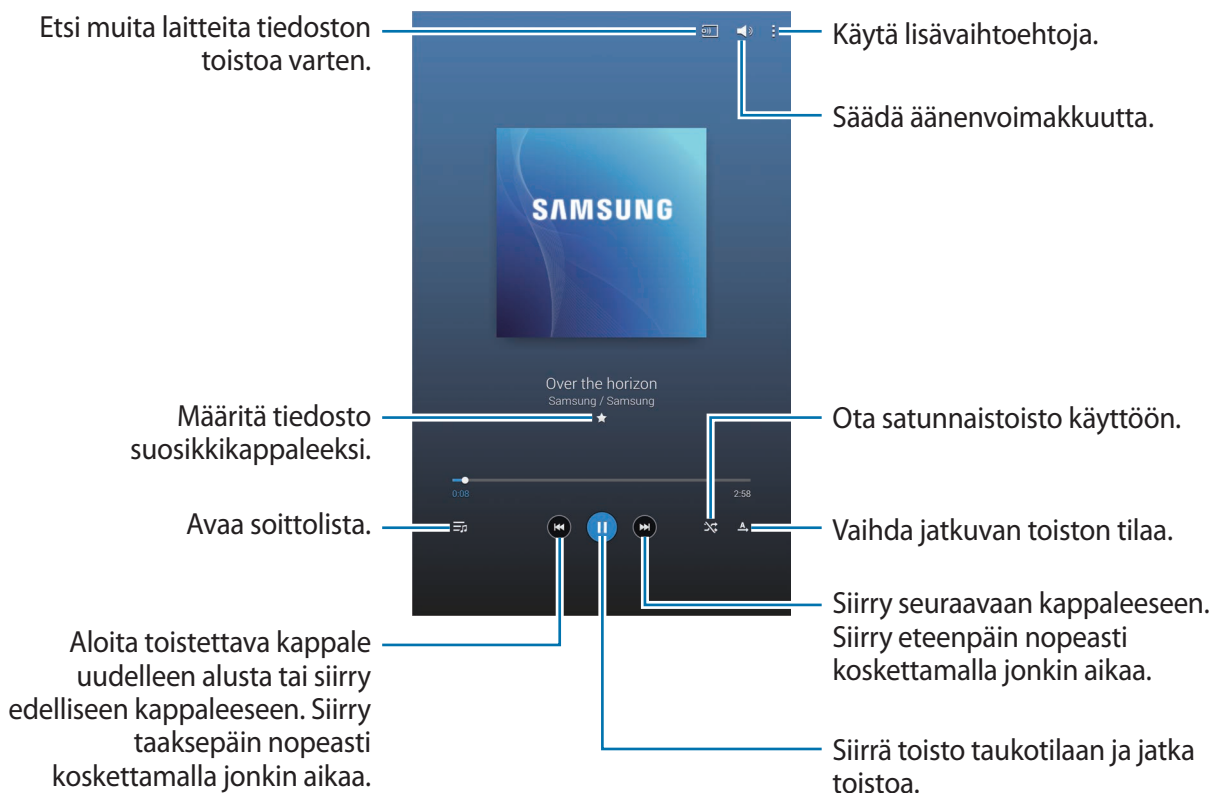 Etsi muita laitteita tiedoston
toistoa varten.
Käytä lisävaihtoehtoja.
Säädä äänenvoimakkuutta.
SAMSUNG
Over the horizon
Samsung / Samsung
Määritä tiedosto
suosikkikappaleeksi.
Ota satunnaistoisto käyttöön.
0:08
2:58
Avaa soittolista.
A
Vaihda jatkuvan toiston tilaa.
Siirry seuraavaan kappaleeseen.
Siirry eteenpäin nopeasti
koskettamalla jonkin aikaa.
Aloita toistettava kappale
uudelleen alusta tai siirry
edelliseen kappaleeseen. Siirry
taaksepäin nopeasti
koskettamalla jonkin aikaa.
Siirrä toisto taukotilaan ja jatka
toistoa.